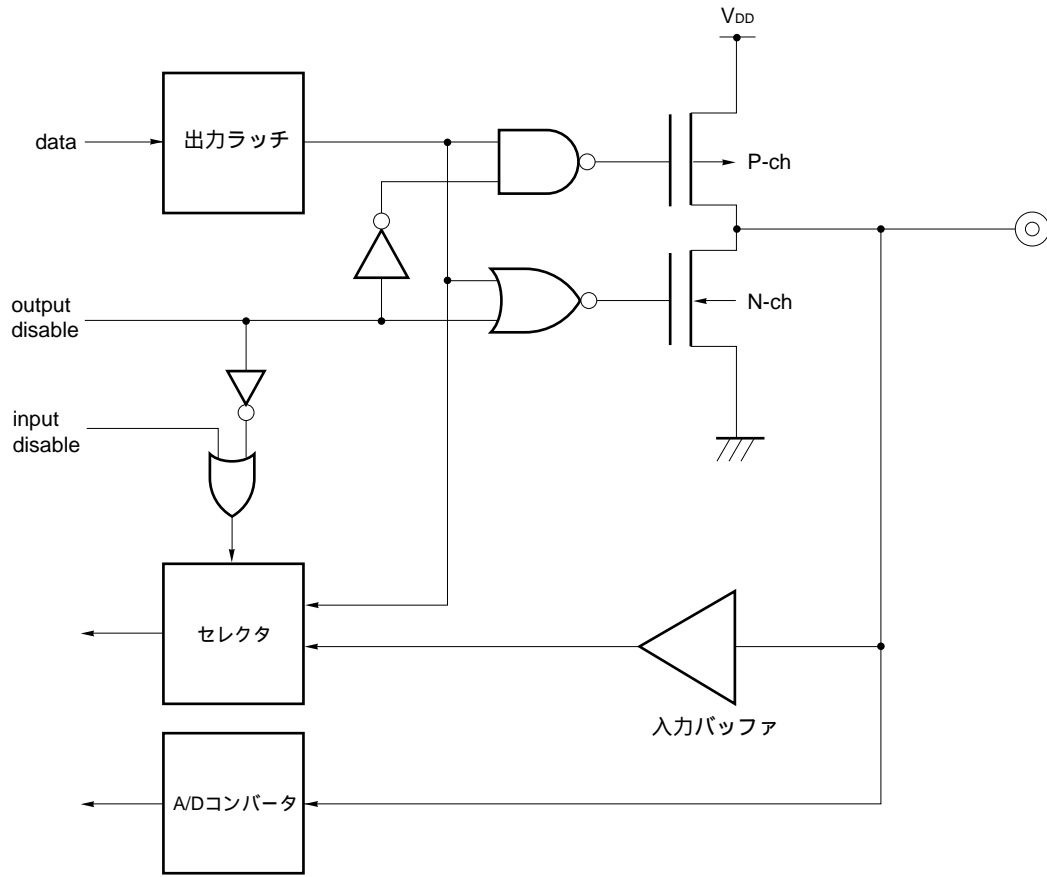 VDD
data
出力ラッチ
P-ch
output
disable
N-ch
input
disable
セレクタ
入力バッファ
A/Dコンバータ